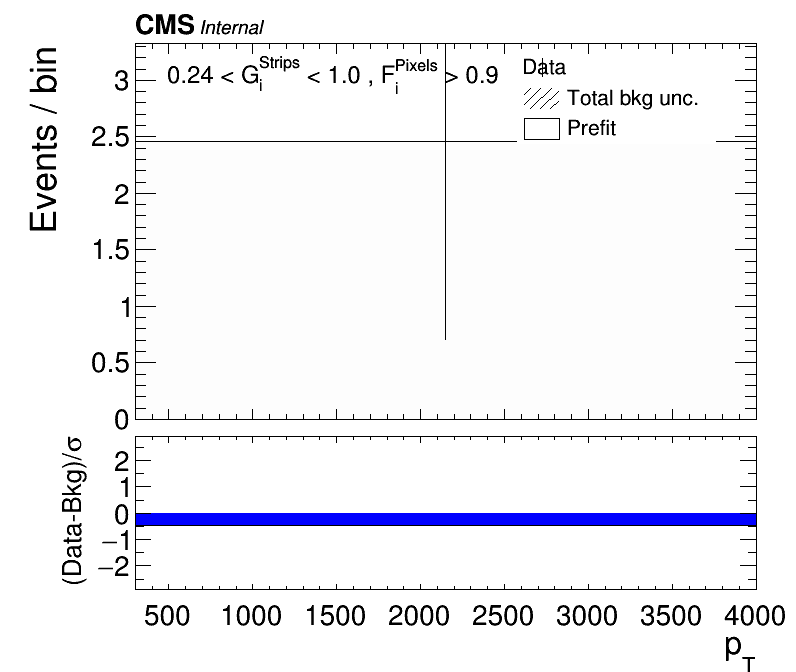 CMS Internal
Events / bin
0.24 < G_i^Strips < 1.0 , F_i^Pixels > 0.9
Data
Total bkg unc.
Prefit
3
2.5
2
1.5
1
0.5
0
(Data-Bkg)/σ
2
1
0
−1
−2
500 1000 1500 2000 2500 3000 3500 4000
p_T